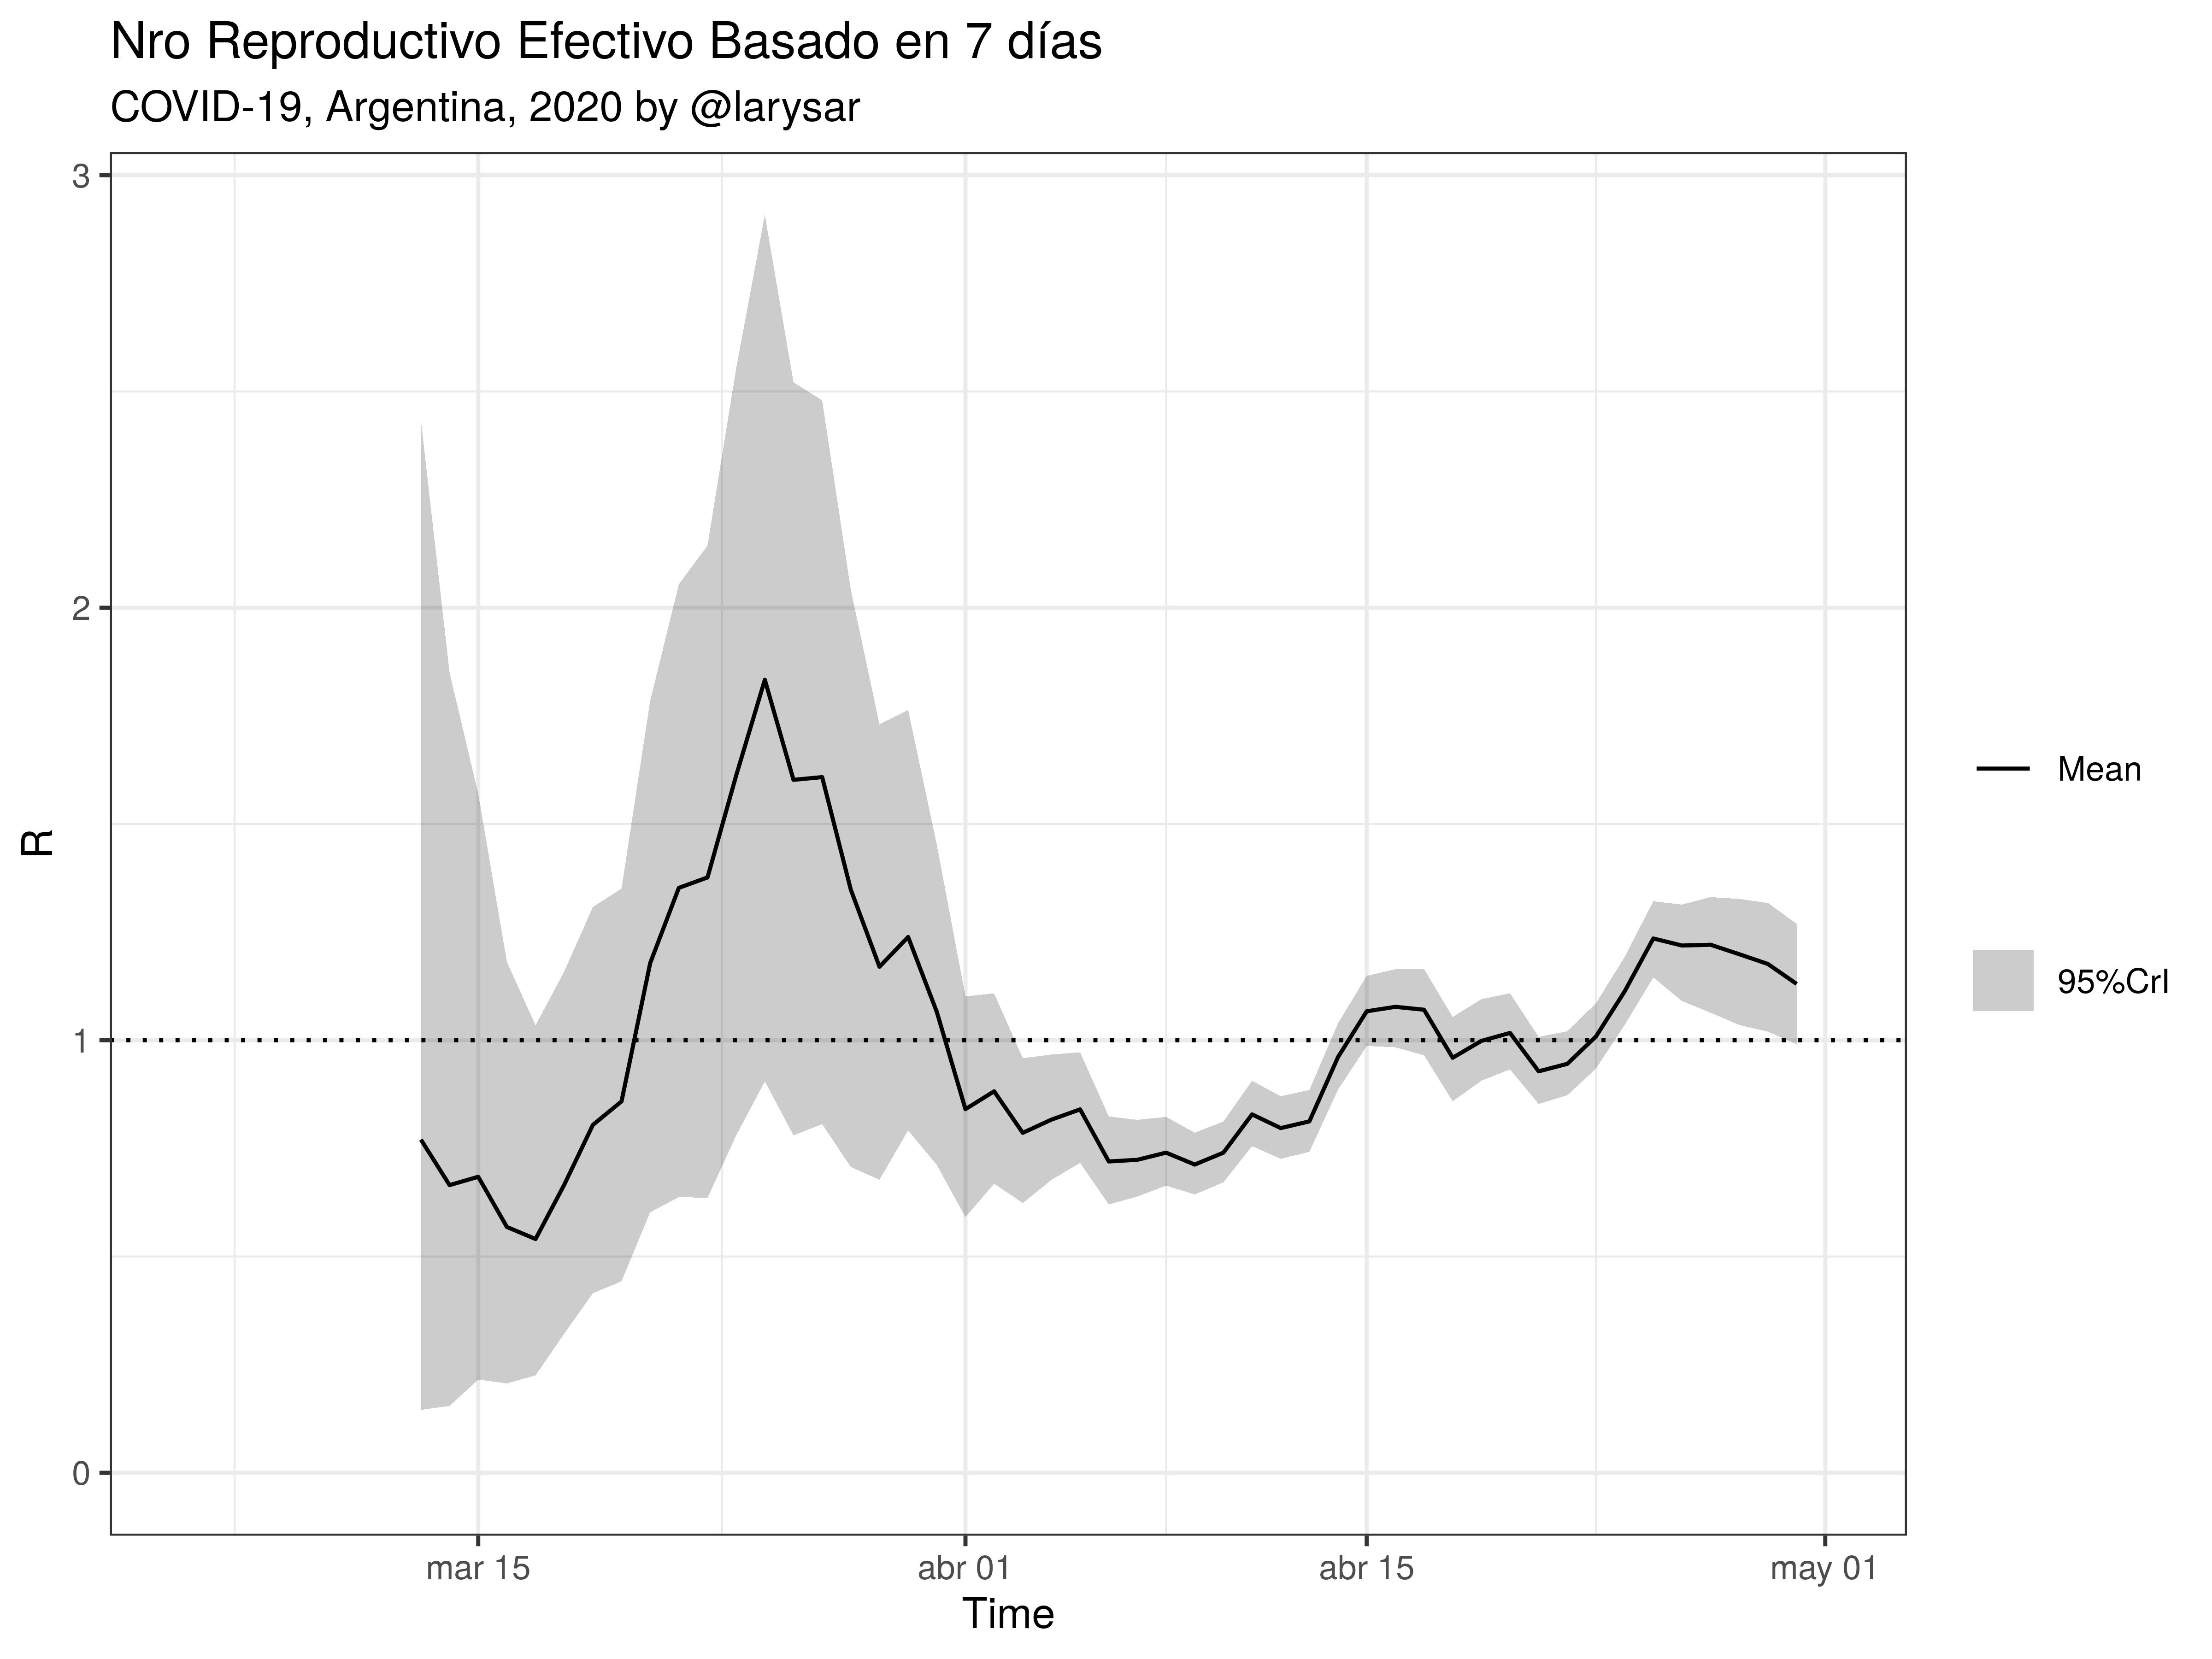 Nro Reproductivo Efectivo Basado en 7 días
COVID-19, Argentina, 2020 by @larysar
3
2
1
0
R
mar 15
abr 01
abr 15
may 01
Time
Mean
95%CrI